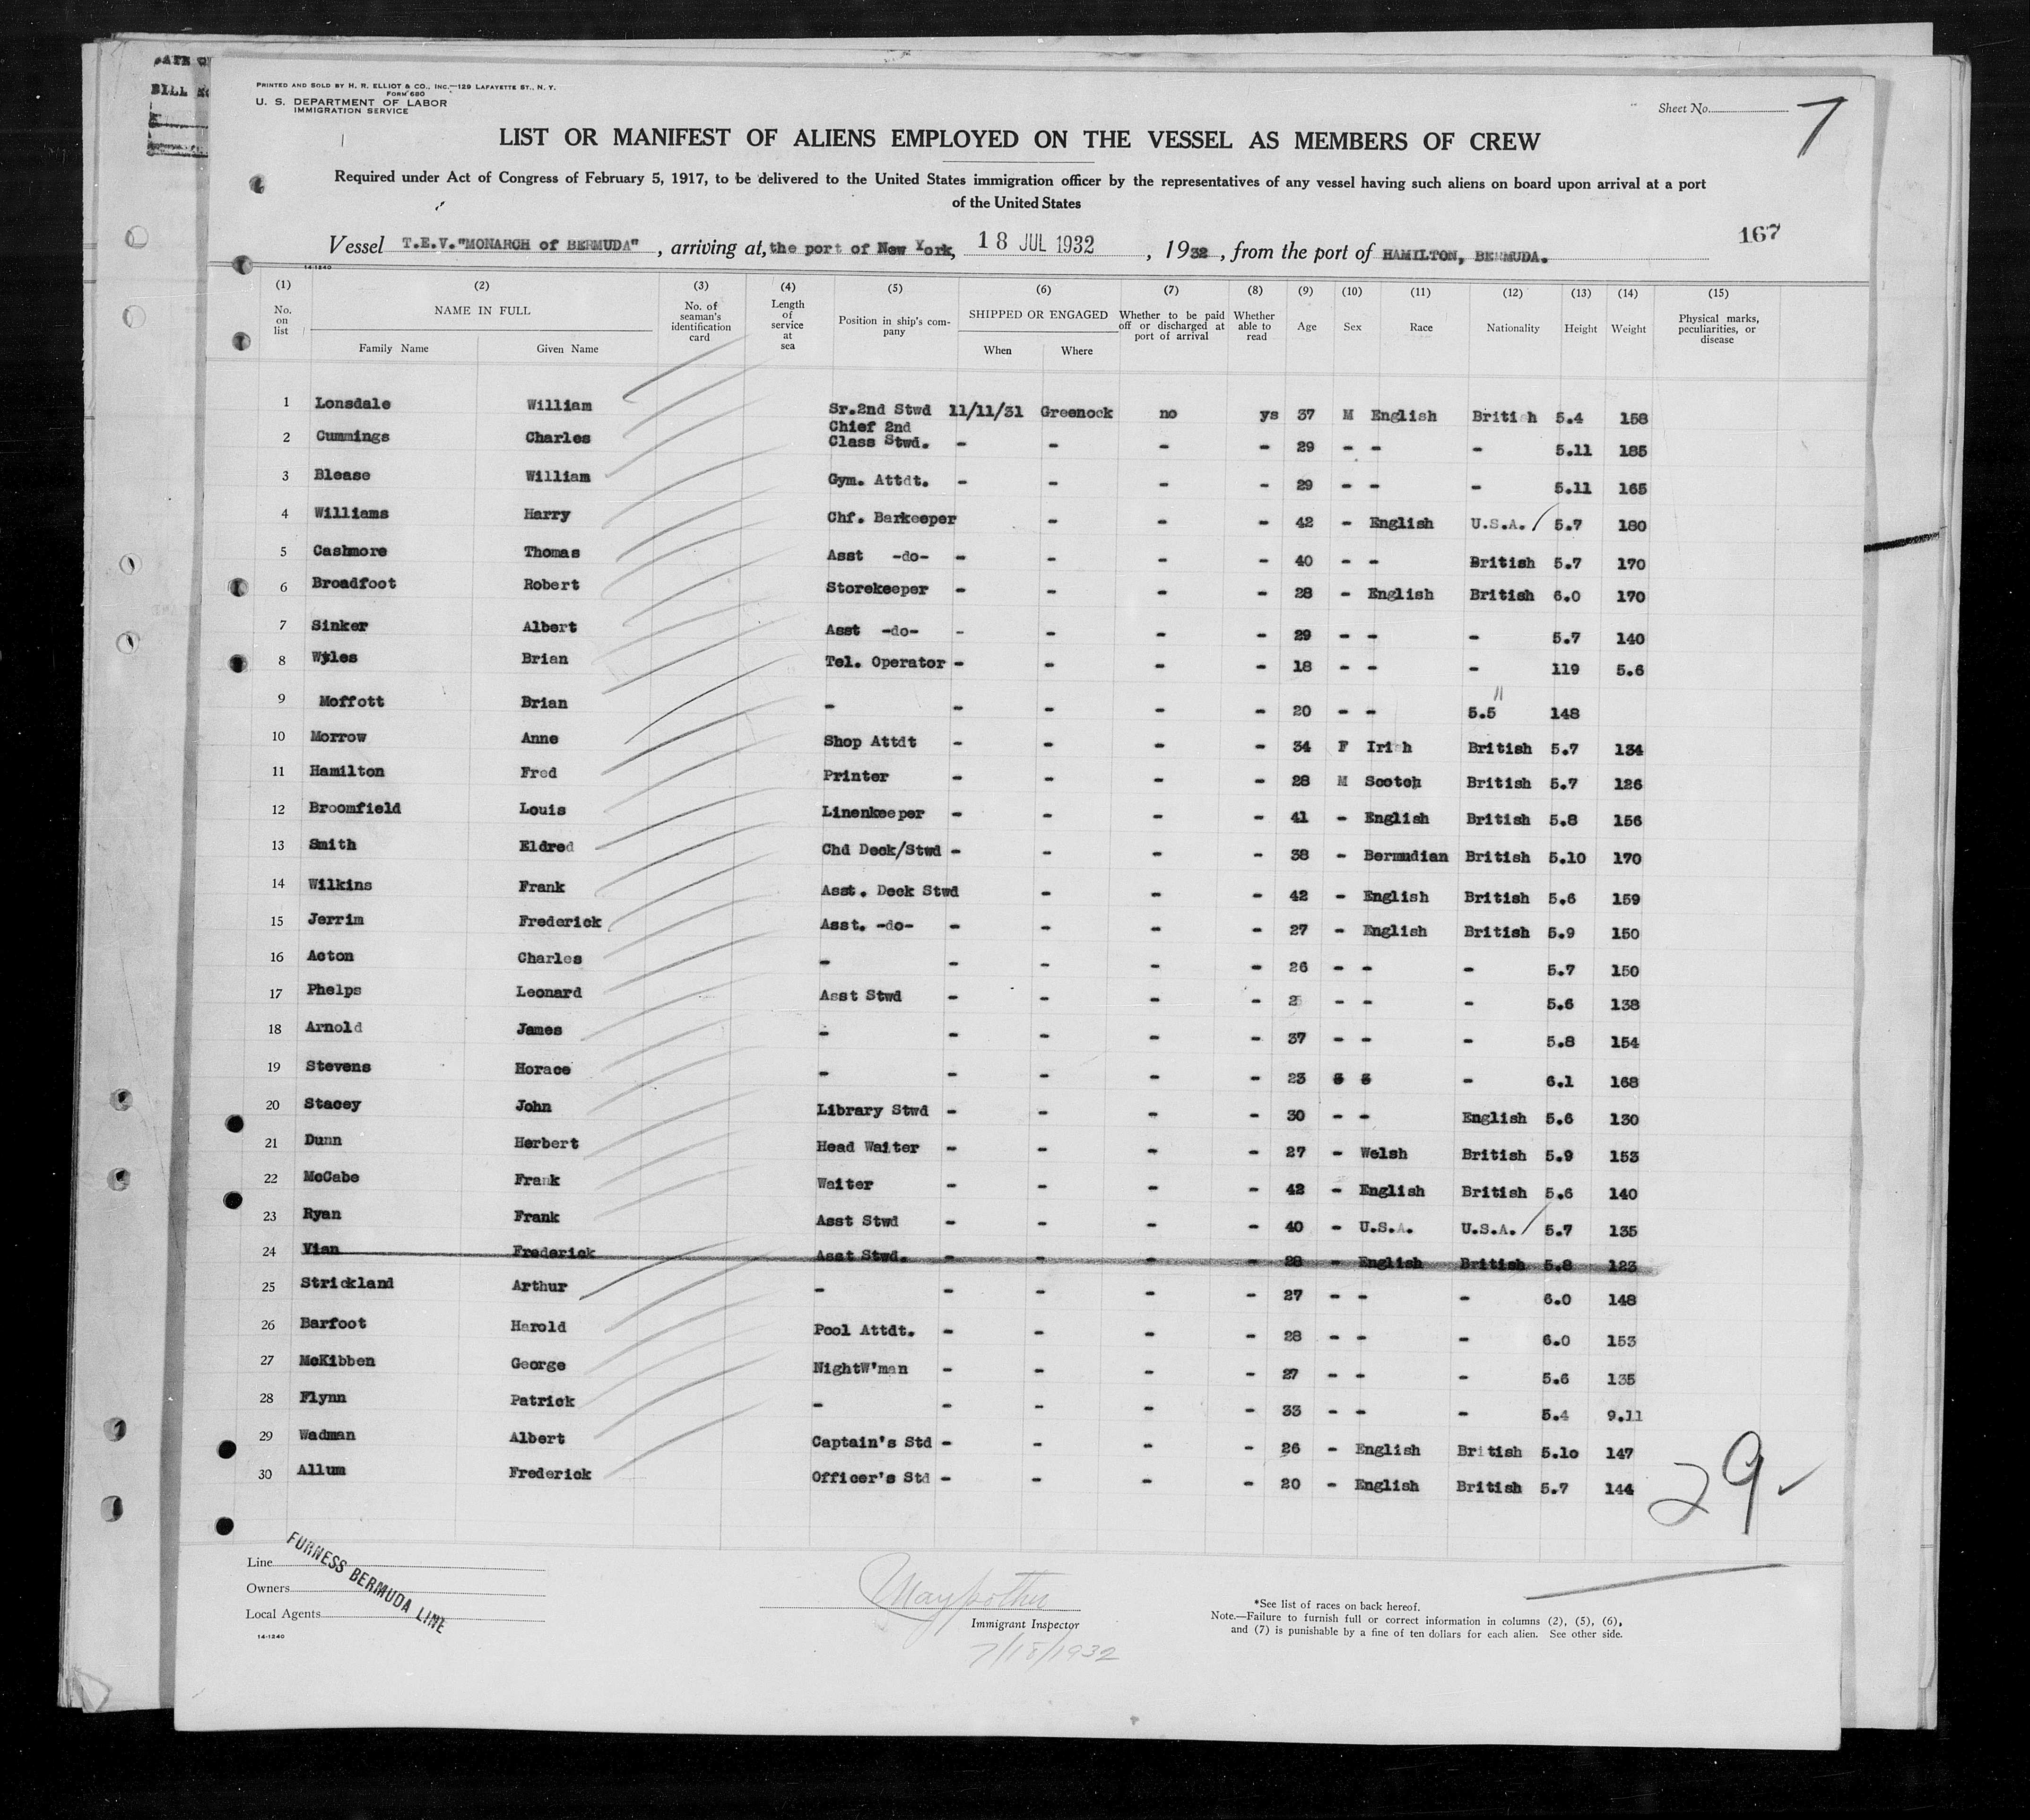 BILL
PRINTED AND SOLD BY H. R. ELLIOT & CO., INC.—129 LAFAYETTE ST., N. Y.
FORM 680
U. S. DEPARTMENT OF LABOR
IMMIGRATION SERVICE
Sheet No. 7
LIST OR MANIFEST OF ALIENS EMPLOYED ON THE VESSEL AS MEMBERS OF CREW
Required under Act of Congress of February 5, 1917, to be delivered to the United States immigration officer by the representatives of any vessel having such aliens on board upon arrival at a port
of the United States
167
Vessel T.E.V."MONARCH of BERMUDA", arriving at, the port of New York, 18 JUL 1932, 1932, from the port of HAMILTON, BERMUDA.
14-1240
(1) (2) (3) (4) (5) (6) (7) (8) (9) (10) (11) (12) (13) (14) (15)
No. on list NAME IN FULL Family Name Given Name No. of seaman's identification card Length of service at sea Position in ship's company SHIPPED OR ENGAGED When Where Whether to be paid off or discharged at port of arrival Whether able to read Age Sex Race Nationality Height Weight Physical marks, peculiarities, or disease
1 Lonsdale William Sr.2nd Stwd 11/11/31 Greenock no ys 37 M English British 5.4 158
2 Cummings Charles Chief 2nd Class Stwd. - - - - 29 - - - 5.11 185
3 Blease William Gym. Attdt. - - - - 29 - - - 5.11 165
4 Williams Harry Chf. Barkeeper - - - 42 - English U.S.A. / 5.7 180
5 Cashmore Thomas Asst -do- - - - - 40 - - British 5.7 170
6 Broadfoot Robert Storekeeper - - - - 28 - English British 6.0 170
7 Sinker Albert Asst -do- - - - - 29 - - - 5.7 140
8 Wyles Brian Tel. Operator - - - - 18 - - - 119 5.6
9 Moffott Brian - - - - - 20 - - " 5.5 148
10 Morrow Anne Shop Attdt - - - - 34 F Irish British 5.7 134
11 Hamilton Fred Printer - - - - 28 M Scotch British 5.7 126
12 Broomfield Louis Linenkeeper - - - - 41 - English British 5.8 156
13 Smith Eldred Chd Deck/Stwd - - - - 38 - Bermudian British 5.10 170
14 Wilkins Frank Asst. Deck Stwd - - - 42 - English British 5.6 159
15 Jerrim Frederick Asst. -do- - - - - 27 - English British 5.9 150
16 Acton Charles - - - - - 26 - - - 5.7 150
17 Phelps Leonard Asst Stwd - - - - - - - 5.6 138
18 Arnold James - - - - - 37 - - - 5.8 154
19 Stevens Horace - - - - - 23 - - - 6.1 168
20 Stacey John Library Stwd - - - - 30 - - English 5.6 130
21 Dunn Herbert Head Waiter - - - - 27 - Welsh British 5.9 153
22 McCabe Frank Waiter - - - - 42 - English British 5.6 140
23 Ryan Frank Asst Stwd - - - - 40 - U.S.A. U.S.A. / 5.7 135
24 Vian Frederick Asst Stwd. - - - - 28 - English British 5.8 123
25 Strickland Arthur - - - - - 27 - - - 6.0 148
26 Barfoot Harold Pool Attdt. - - - - 28 - - - 6.0 153
27 McKibben George NightW'man - - - - 27 - - - 5.6 135
28 Flynn Patrick - - - - - 33 - - - 5.4 9.11
29 Wadman Albert Captain's Std - - - - 26 - English British 5.10 147
30 Allum Frederick Officer's Std - - - - 20 - English British 5.7 144
29 ✓
Line
Owners
Local Agents
FURNESS BERMUDA LINE
14-1240
Immigrant Inspector
7/18/1932
*See list of races on back hereof.
Note.—Failure to furnish full or correct information in columns (2), (5), (6),
and (7) is punishable by a fine of ten dollars for each alien. See other side.